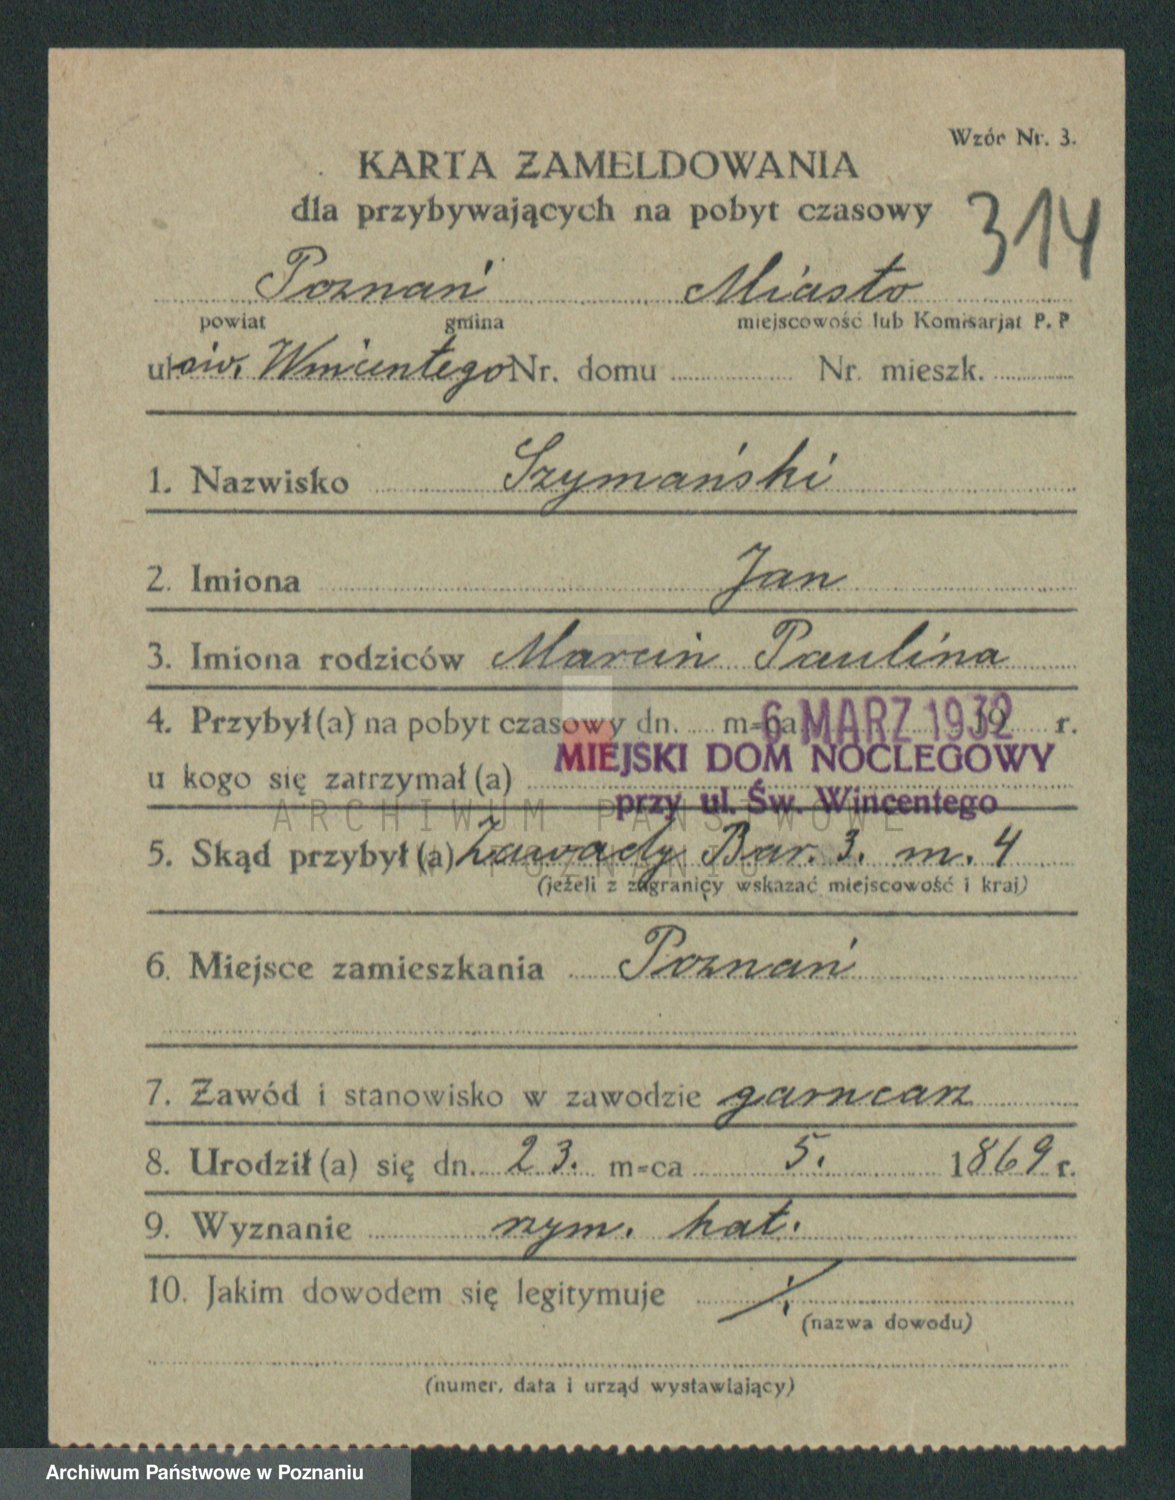 Wzór Nr. 3.
KARTA ZAMELDOWANIA
dla przybywających na pobyt czasowy
314
Poznań Miasto
powiat gmina miejscowość lub Komisarjat P. P
ul. św. Wincentego Nr. domu Nr. mieszk.
1. Nazwisko Szymański
2. Imiona Jan
3. Imiona rodziców Marcin Paulina
4. Przybył(a) na pobyt czasowy dn. m-ca 19 r.
6 MARZ 1932
u kogo się zatrzymał(a) MIEJSKI DOM NOCLEGOWY
przy ul. Św. Wincentego
ARCHIWUM PAŃSTWOWE
W POZNANIU
5. Skąd przybył(a) Zawady Bar. 3. m. 4
(jeżeli z zagranicy wskazać miejscowość i kraj)
6. Miejsce zamieszkania Poznań
7. Zawód i stanowisko w zawodzie garncarz
8. Urodził(a) się dn. 23. m-ca 5. 1869 r.
9. Wyznanie rzym. kat.
10. Jakim dowodem się legitymuje ./.
(nazwa dowodu)
(numer, data i urząd wystawiający)
Archiwum Państwowe w Poznaniu